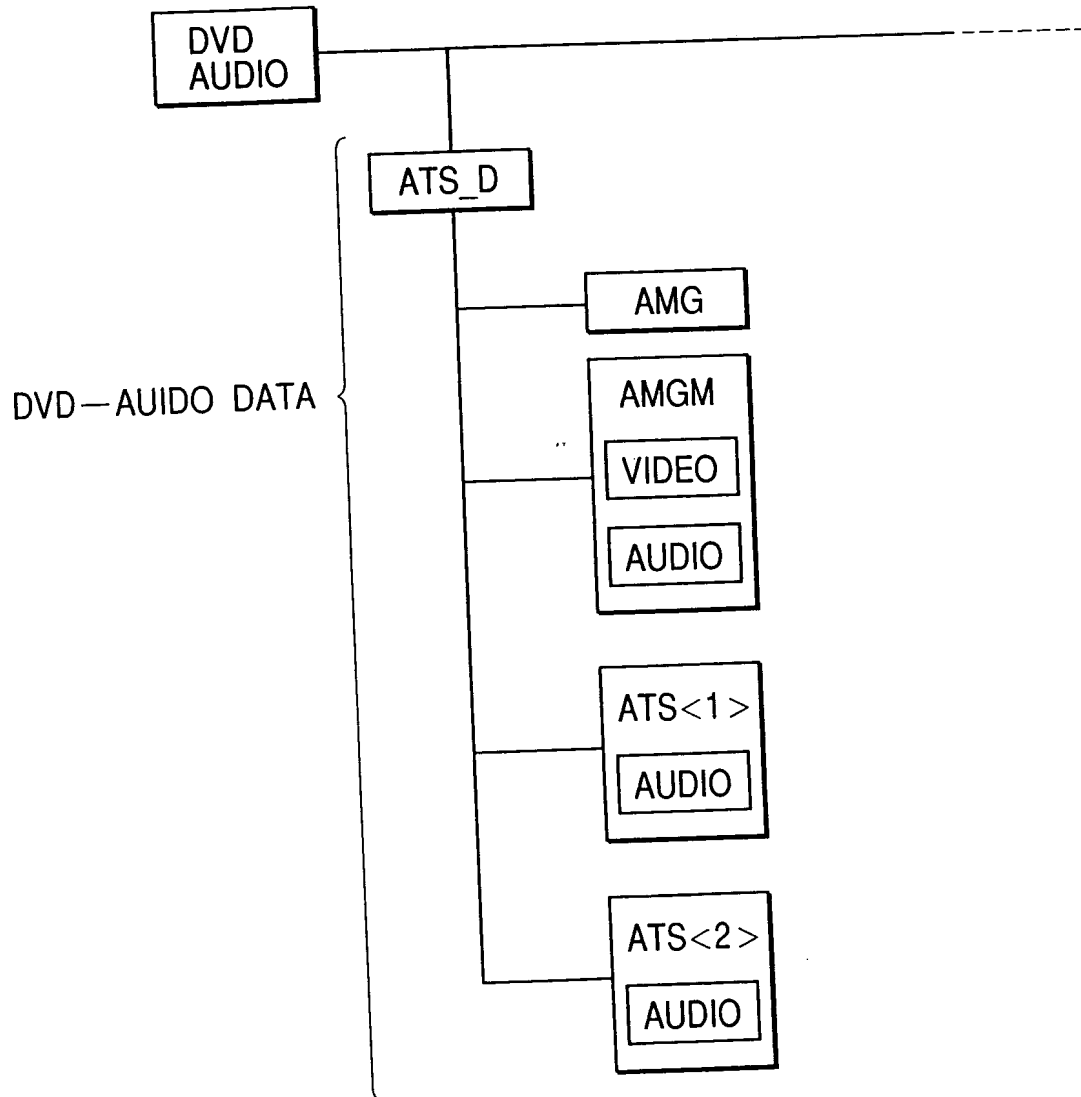 DVD
AUDIO
ATS_D
AMG
DVD—AUIDO DATA
AMGM
VIDEO
AUDIO
ATS<1>
AUDIO
ATS<2>
AUDIO